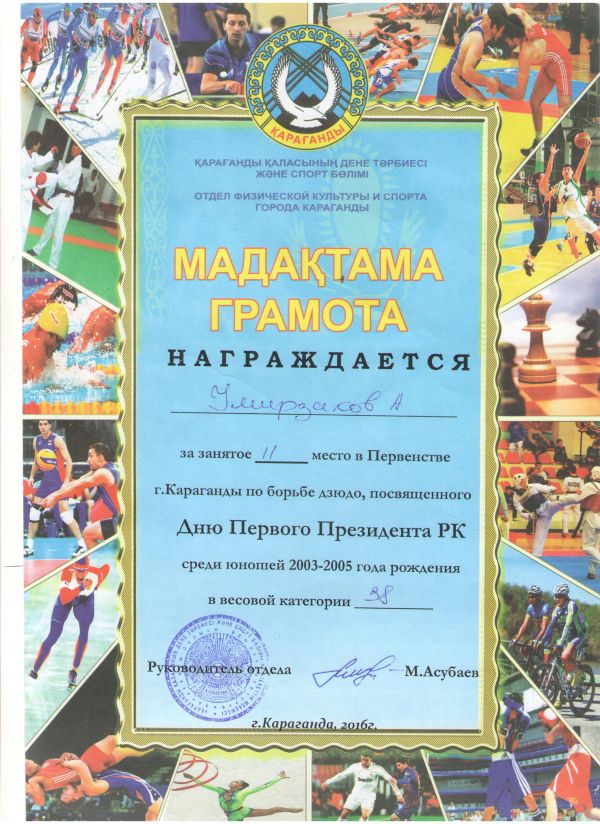 ҚАРАҒАНДЫ
ҚАРАҒАНДЫ ҚАЛАСЫНЫҢ ДЕНЕ ТӘРБИЕСІ
ЖӘНЕ СПОРТ БӨЛІМІ
ОТДЕЛ ФИЗИЧЕСКОЙ КУЛЬТУРЫ И СПОРТА
ГОРОДА КАРАГАНДЫ
МАДАҚТАМА
ГРАМОТА
НАГРАЖДАЕТСЯ
Умирзаков А
за занятое II место в Первенстве
г.Караганды по борьбе дзюдо, посвященного
Дню Первого Президента РК
среди юношей 2003-2005 года рождения
в весовой категории 38
Руководитель отдела М.Асубаев
г.Караганда, 2016г.